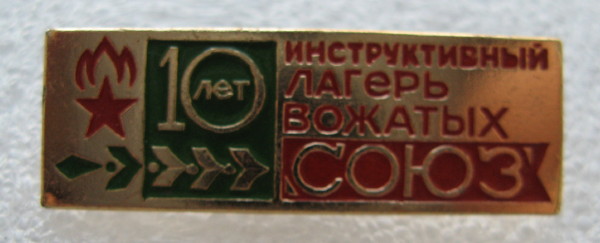 10 лет
ИНСТРУКТИВНЫЙ
ЛАГЕРЬ
ВОЖАТЫХ
"СОЮЗ"